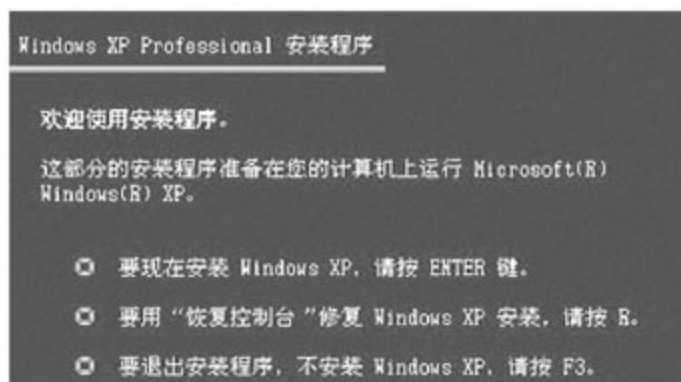 Windows XP Professional 安装程序
欢迎使用安装程序。
这部分的安装程序准备在您的计算机上运行 Microsoft(R)
Windows(R) XP。
要现在安装 Windows XP，请按 ENTER 键。
要用“恢复控制台”修复 Windows XP 安装，请按 R。
要退出安装程序，不安装 Windows XP，请按 F3。